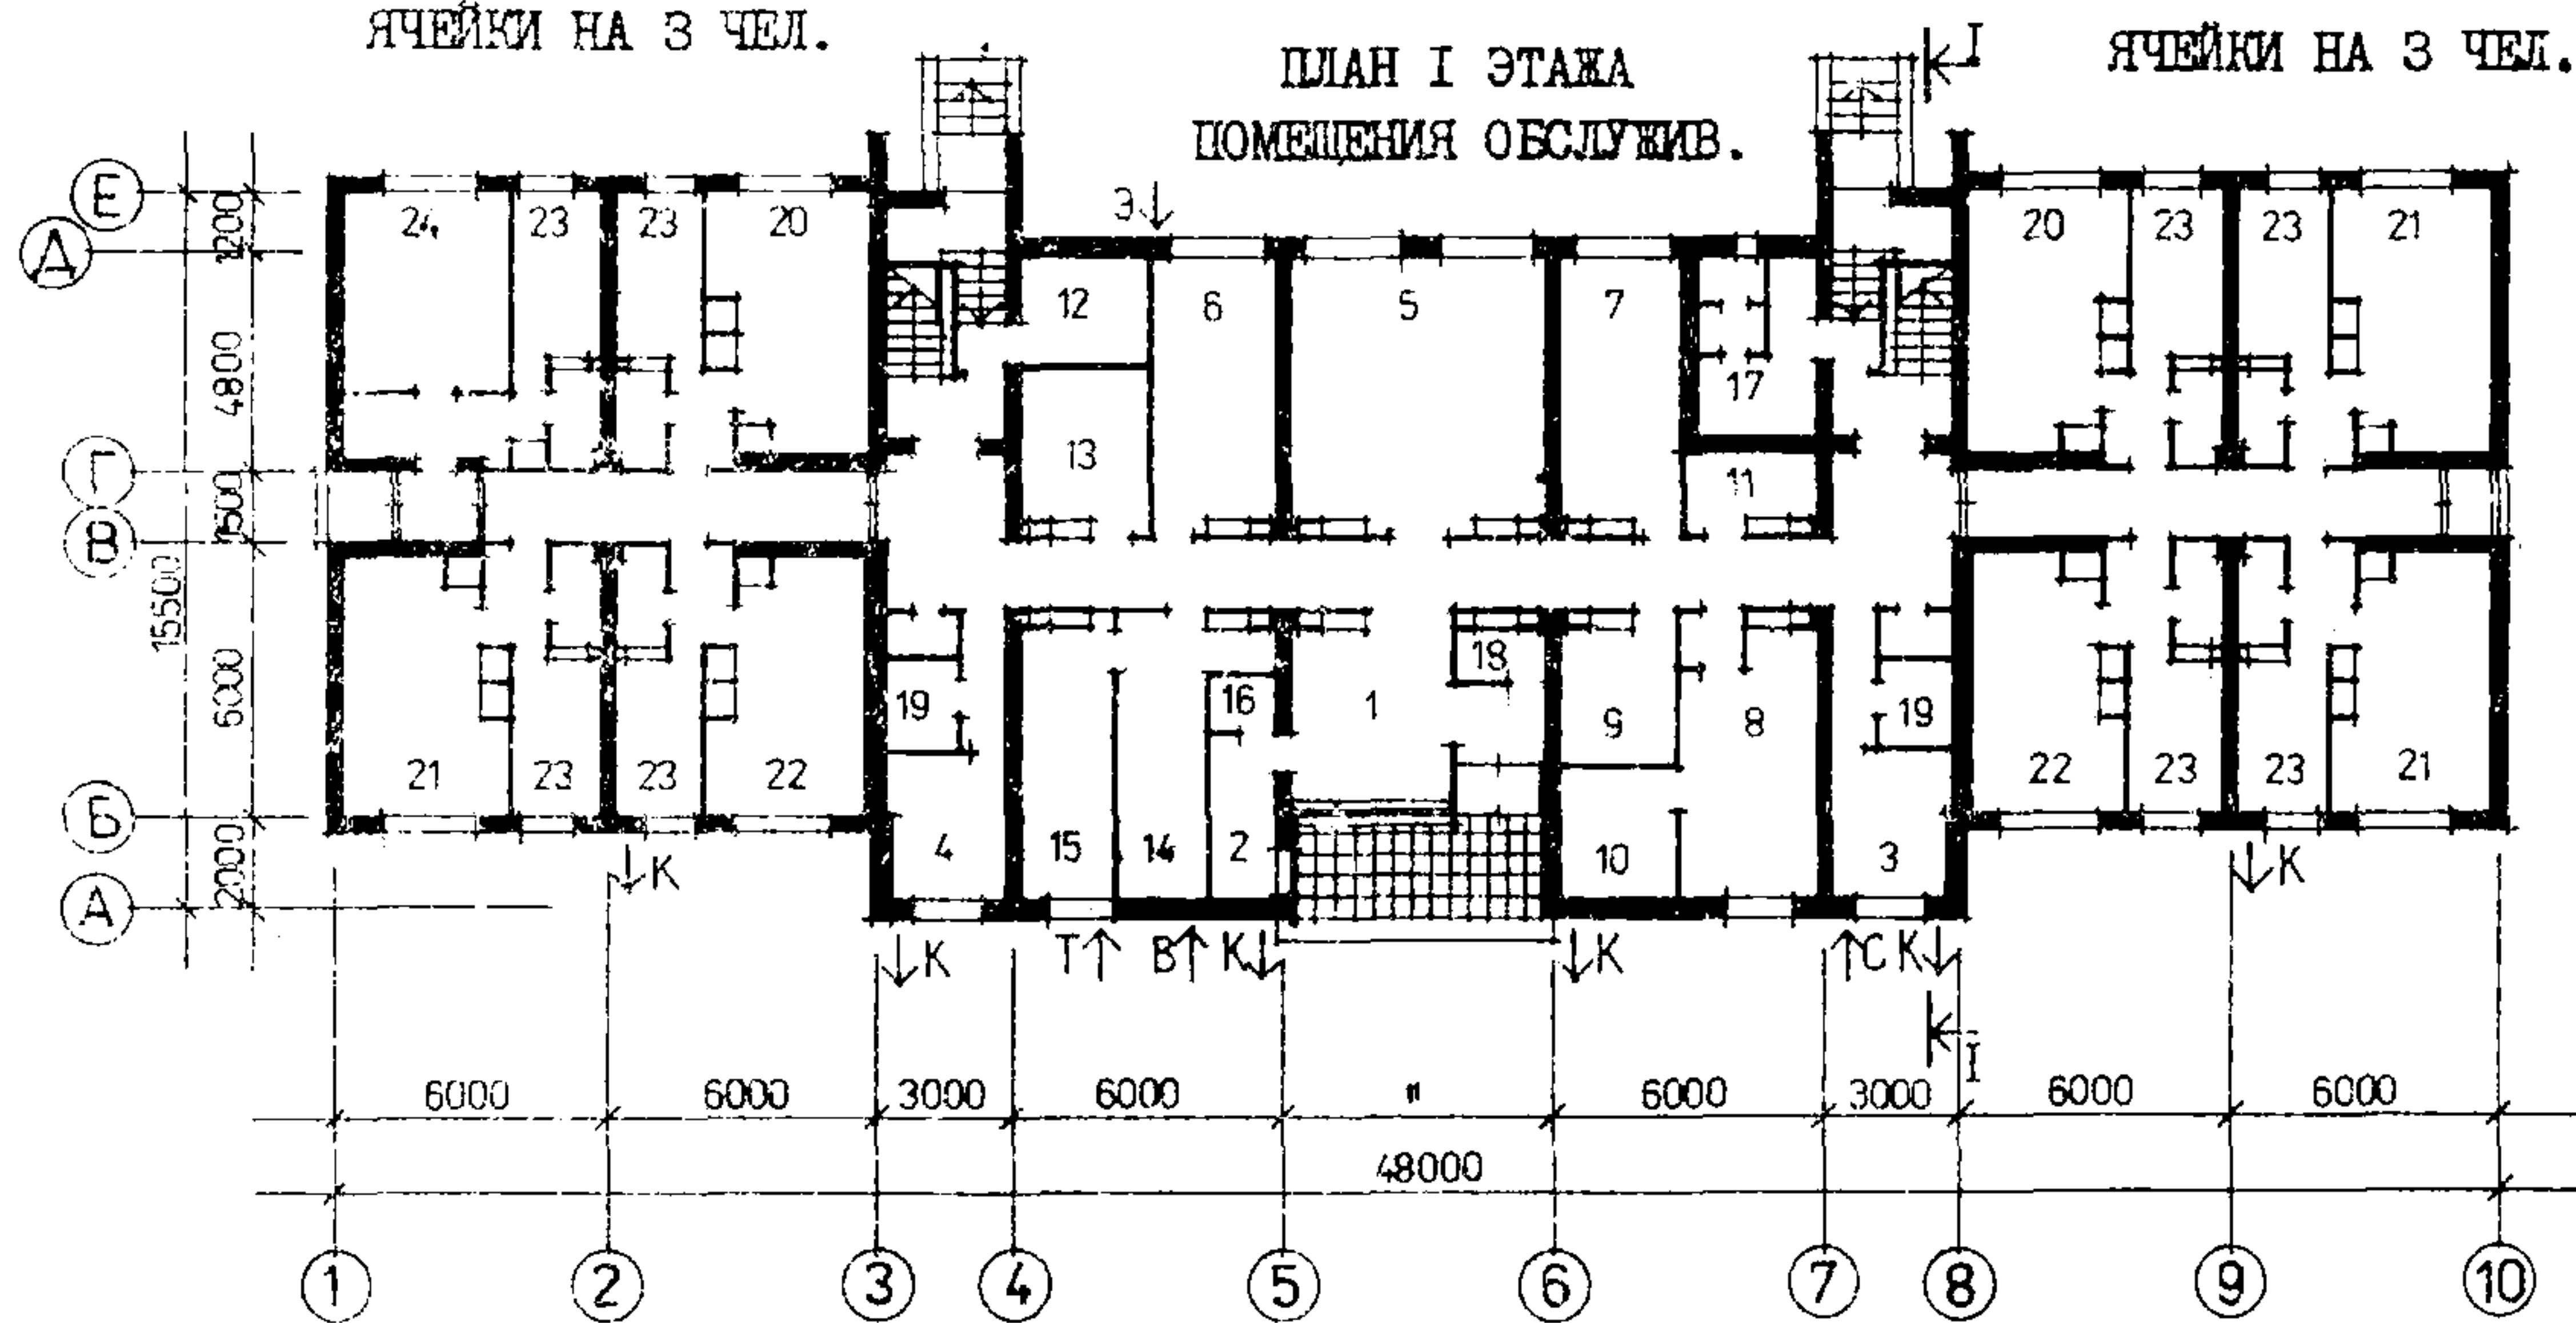 ЯЧЕЙКИ НА 3 ЧЕЛ.
ПЛАН I ЭТАЖА
ПОМЕЩЕНИЯ ОБСЛУЖИВ.
I
ЯЧЕЙКИ НА 3 ЧЕЛ.
Е
Д
Г
В
Б
А
1200
4800
1500
6000
2000
15500
24 23 23 20
Э
12 6 5 7
20 23 23 21
13
17
11
19
16
1
18
9
8
19
21 23 23 22
22 23 23 21
4 15 14 2
10
3
К
К
К
Т В К
К
С К
I
6000 6000 3000 6000 " 6000 3000 6000 6000
48000
1 2 3 4 5 6 7 8 9 10